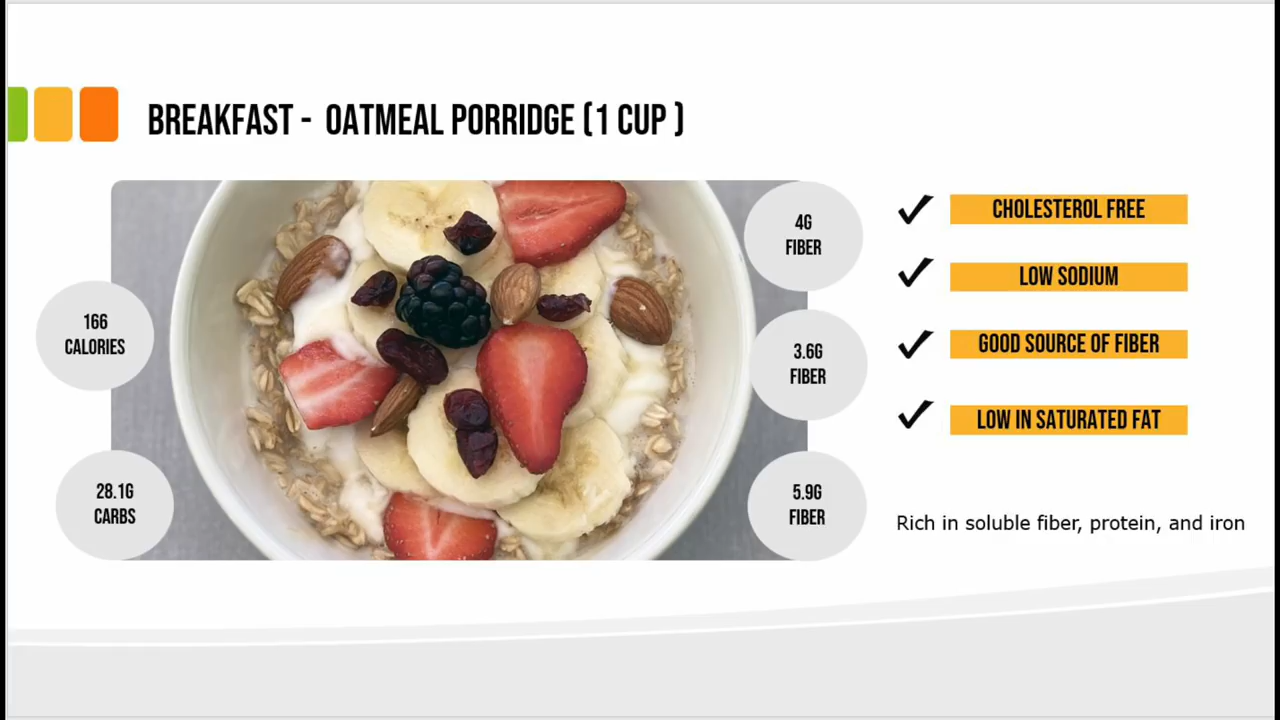 BREAKFAST - OATMEAL PORRIDGE (1 CUP )
166
CALORIES
28.1G
CARBS
4G
FIBER
3.6G
FIBER
5.9G
FIBER
CHOLESTEROL FREE
LOW SODIUM
GOOD SOURCE OF FIBER
LOW IN SATURATED FAT
Rich in soluble fiber, protein, and iron